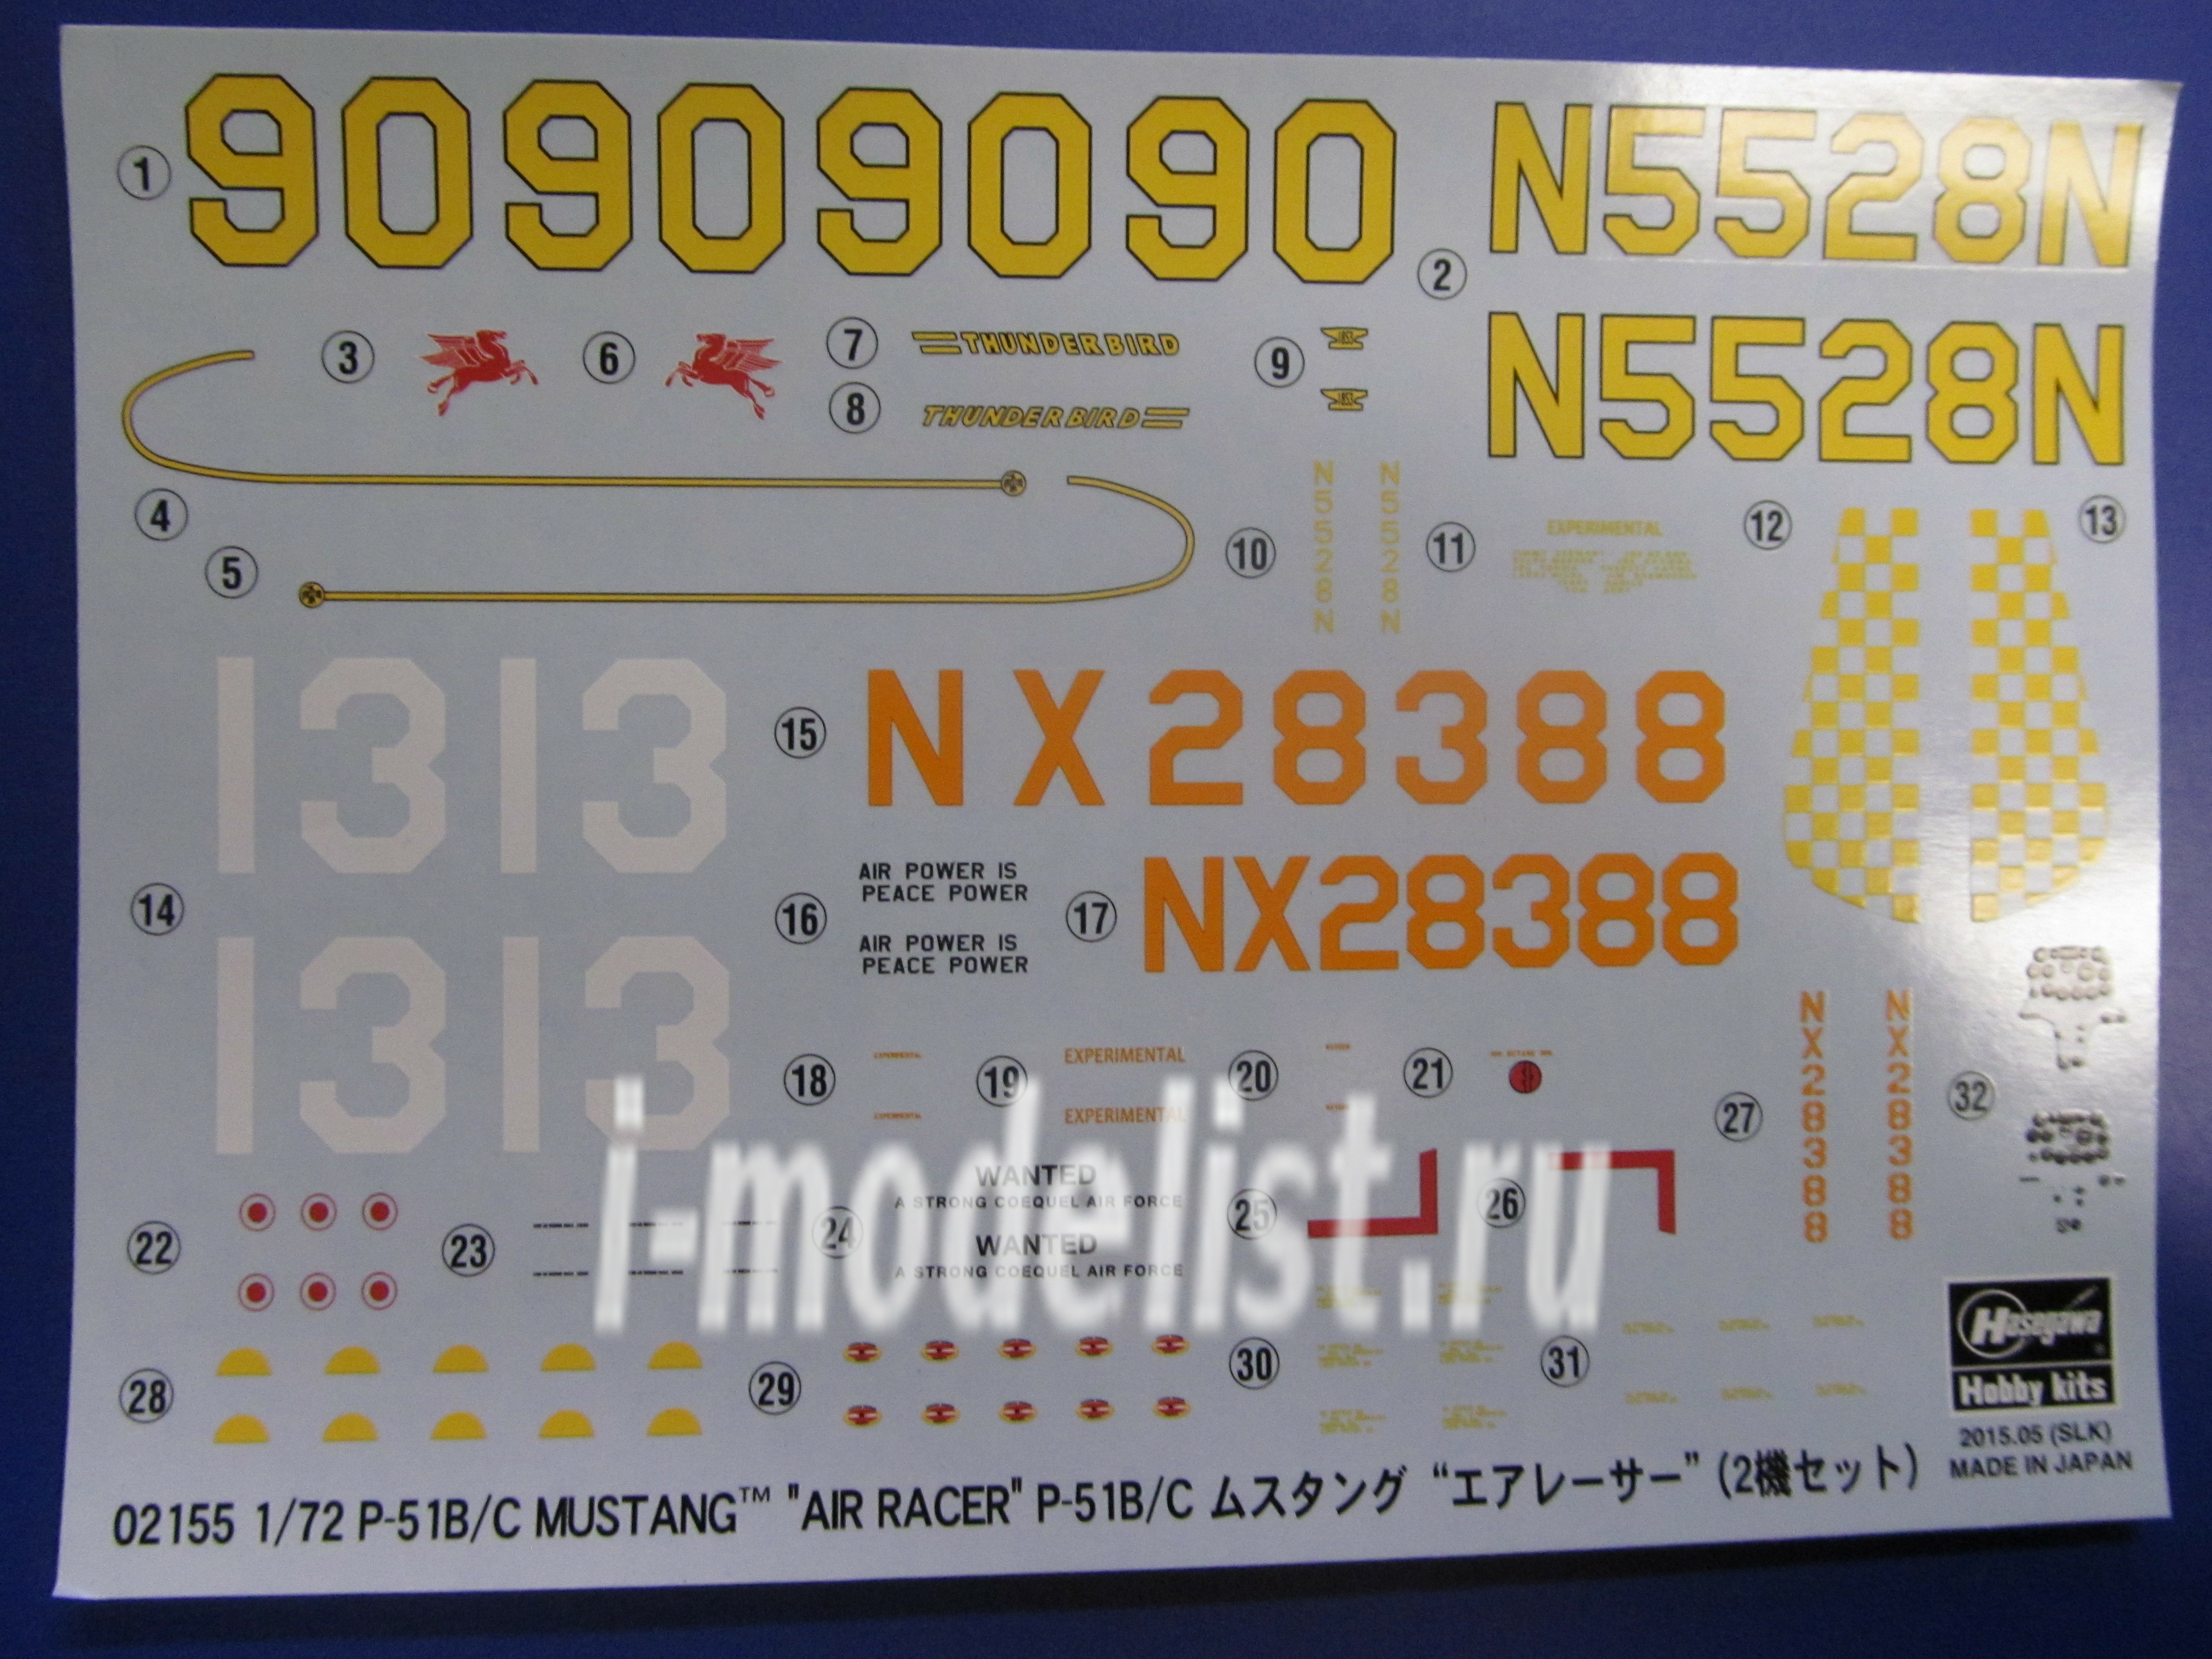 1
90909090
N5528N
2
3
6
7
THUNDERBIRD
9
1853
N5528N
8
THUNDERBIRD
1853
4
5
10
N5528N
N5528N
11
EXPERIMENTAL
12
13
1313
15
NX28388
14
16
AIR POWER IS
PEACE POWER
AIR POWER IS
PEACE POWER
17
NX28388
1313
18
EXPERIMENTAL
EXPERIMENTAL
19
EXPERIMENTAL
EXPERIMENTAL
20
21
27
NX28388
NX28388
32
22
23
24
WANTED
A STRONG COEQUEL AIR FORCE
WANTED
A STRONG COEQUEL AIR FORCE
25
26
i-modelist.ru
28
29
30
31
Hasegawa
Hobby kits
2015.05 (SLK)
MADE IN JAPAN
02155 1/72 P-51B/C MUSTANG™ "AIR RACER" P-51B/C ムスタング “エアレーサー” (2機セット)